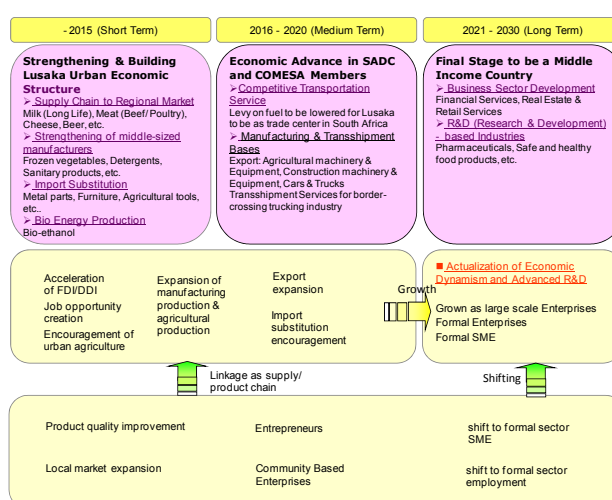 - 2015 (Short Term)
2016 - 2020 (Medium Term)
2021 - 2030 (Long Term)
Strengthening & Building
Lusaka Urban Economic
Structure
➢ Supply Chain to Regional Market
Milk (Long Life), Meat (Beef/ Poultry),
Cheese, Beer, etc.
➢ Strengthening of middle-sized
manufacturers
Frozen vegetables, Detergents,
Sanitary products, etc.
➢ Import Substitution
Metal parts, Furniture, Agricultural tools,
etc..
➢ Bio Energy Production
Bio-ethanol
Economic Advance in SADC
and COMESA Members
➢ Competitive Transportation
Service
Levy on fuel to be lowered for Lusaka
to be as trade center in South Africa
➢ Manufacturing & Transshipment
Bases
Export: Agricultural machinery &
Equipment, Construction machinery &
Equipment, Cars & Trucks
Transshipment Services for border-
crossing trucking industry
Final Stage to be a Middle
Income Country
➢ Business Sector Development
Financial Services, Real Estate &
Retail Services
➢ R&D (Research & Development)
- based Industries
Pharmaceuticals, Safe and healthy
food products, etc.
Acceleration
of FDI/DDI
Job opportunity
creation
Encouragement of
urban agriculture
Expansion of
manufacturing
production &
agricultural
production
Export
expansion
Import
substitution
encouragement
Growth
■ Actualization of Economic
Dynamism and Advanced R&D
Grown as large scale Enterprises
Formal Enterprises
Formal SME
Linkage as supply/
product chain
Shifting
Product quality improvement
Local market expansion
Entrepreneurs
Community Based
Enterprises
shift to formal sector
SME
shift to formal sector
employment